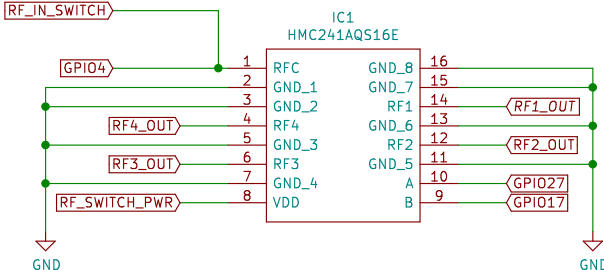 RF_IN_SWITCH
IC1
HMC241AQS16E
GPIO4
1
RFC
GND_8
16
2
GND_1
GND_7
15
3
GND_2
RF1
14
RF1_OUT
RF4_OUT
4
RF4
GND_6
13
5
GND_3
RF2
12
RF2_OUT
RF3_OUT
6
RF3
GND_5
11
7
GND_4
A
10
GPIO27
RF_SWITCH_PWR
8
VDD
B
9
GPIO17
GND
GND